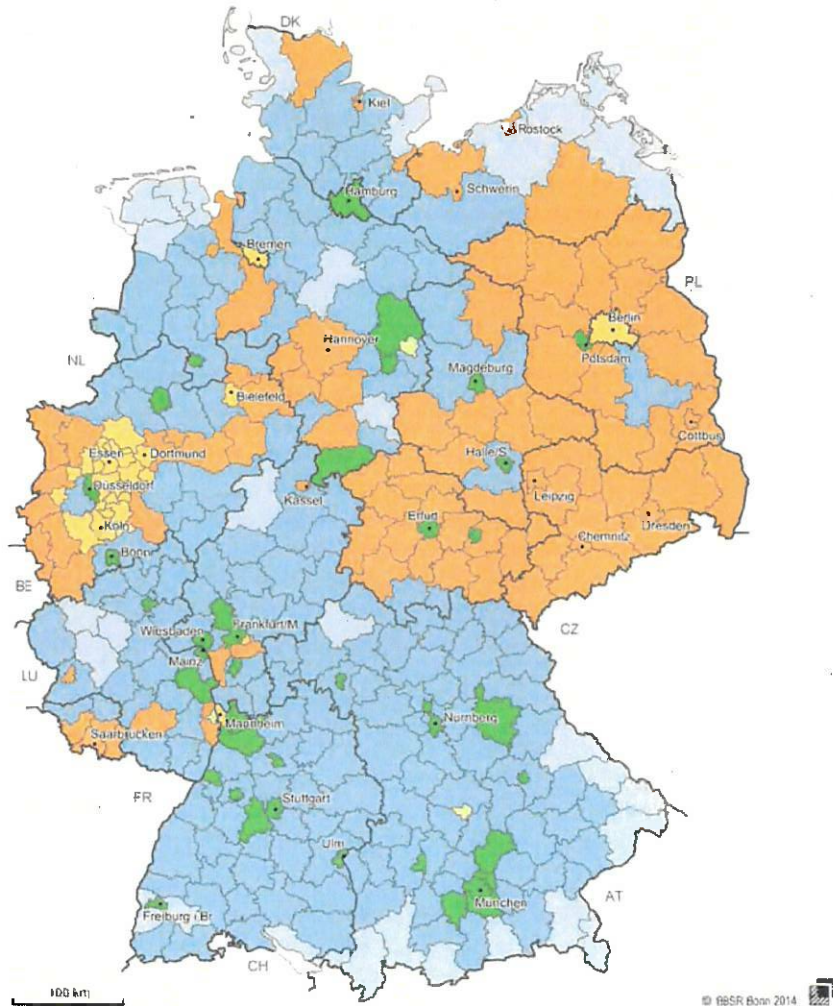 DK
Kiel
Rostock
Hamburg
Schwerin
Bremen
PL
Berlin
Hannover
NL
Potsdam
Magdeburg
Bielefeld
Cottbus
Essen
Dortmund
Halle/S.
Düsseldorf
Leipzig
Kassel
Erfurt
Dresden
Köln
Chemnitz
Bonn
BE
CZ
Wiesbaden
Frankfurt/M.
Mainz
LU
Mannheim
Nürnberg
Saarbrücken
FR
Stuttgart
Ulm
AT
München
Freiburg i.Br.
CH
100 km
© BBSR Bonn 2014